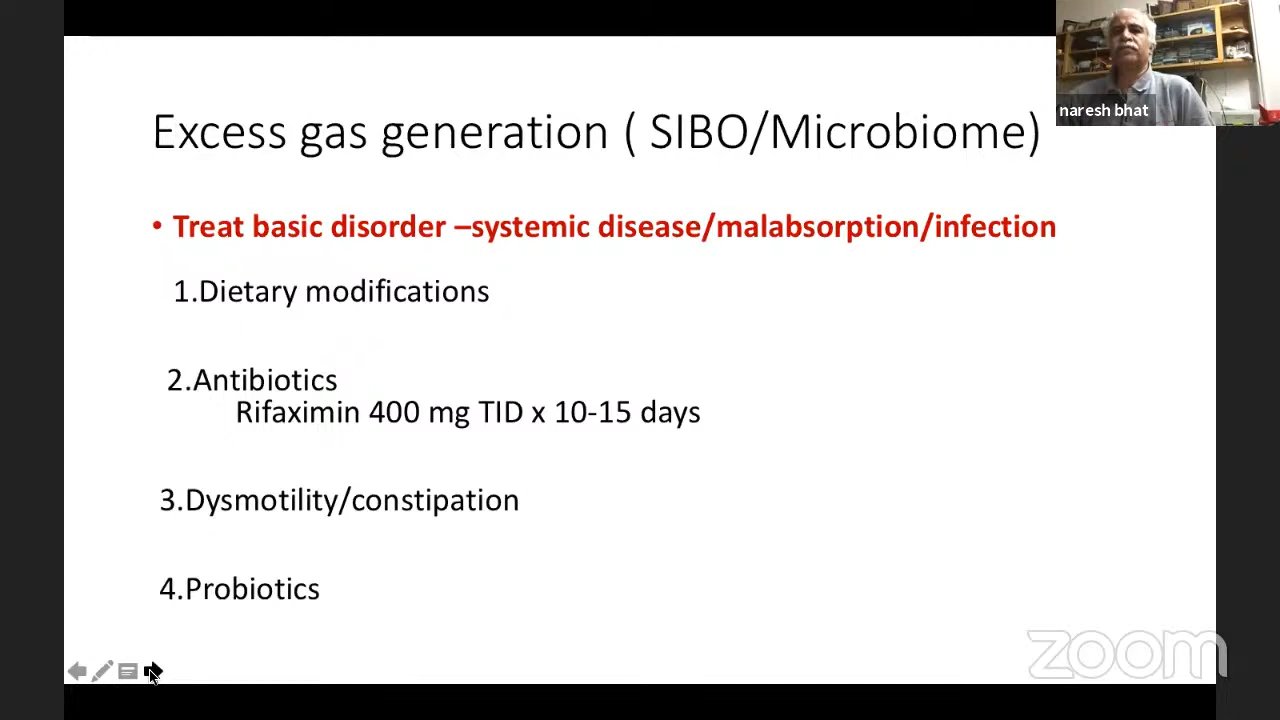 naresh bhat
Excess gas generation ( SIBO/Microbiome)
• Treat basic disorder –systemic disease/malabsorption/infection
1.Dietary modifications
2.Antibiotics
Rifaximin 400 mg TID x 10-15 days
3.Dysmotility/constipation
4.Probiotics
zoom